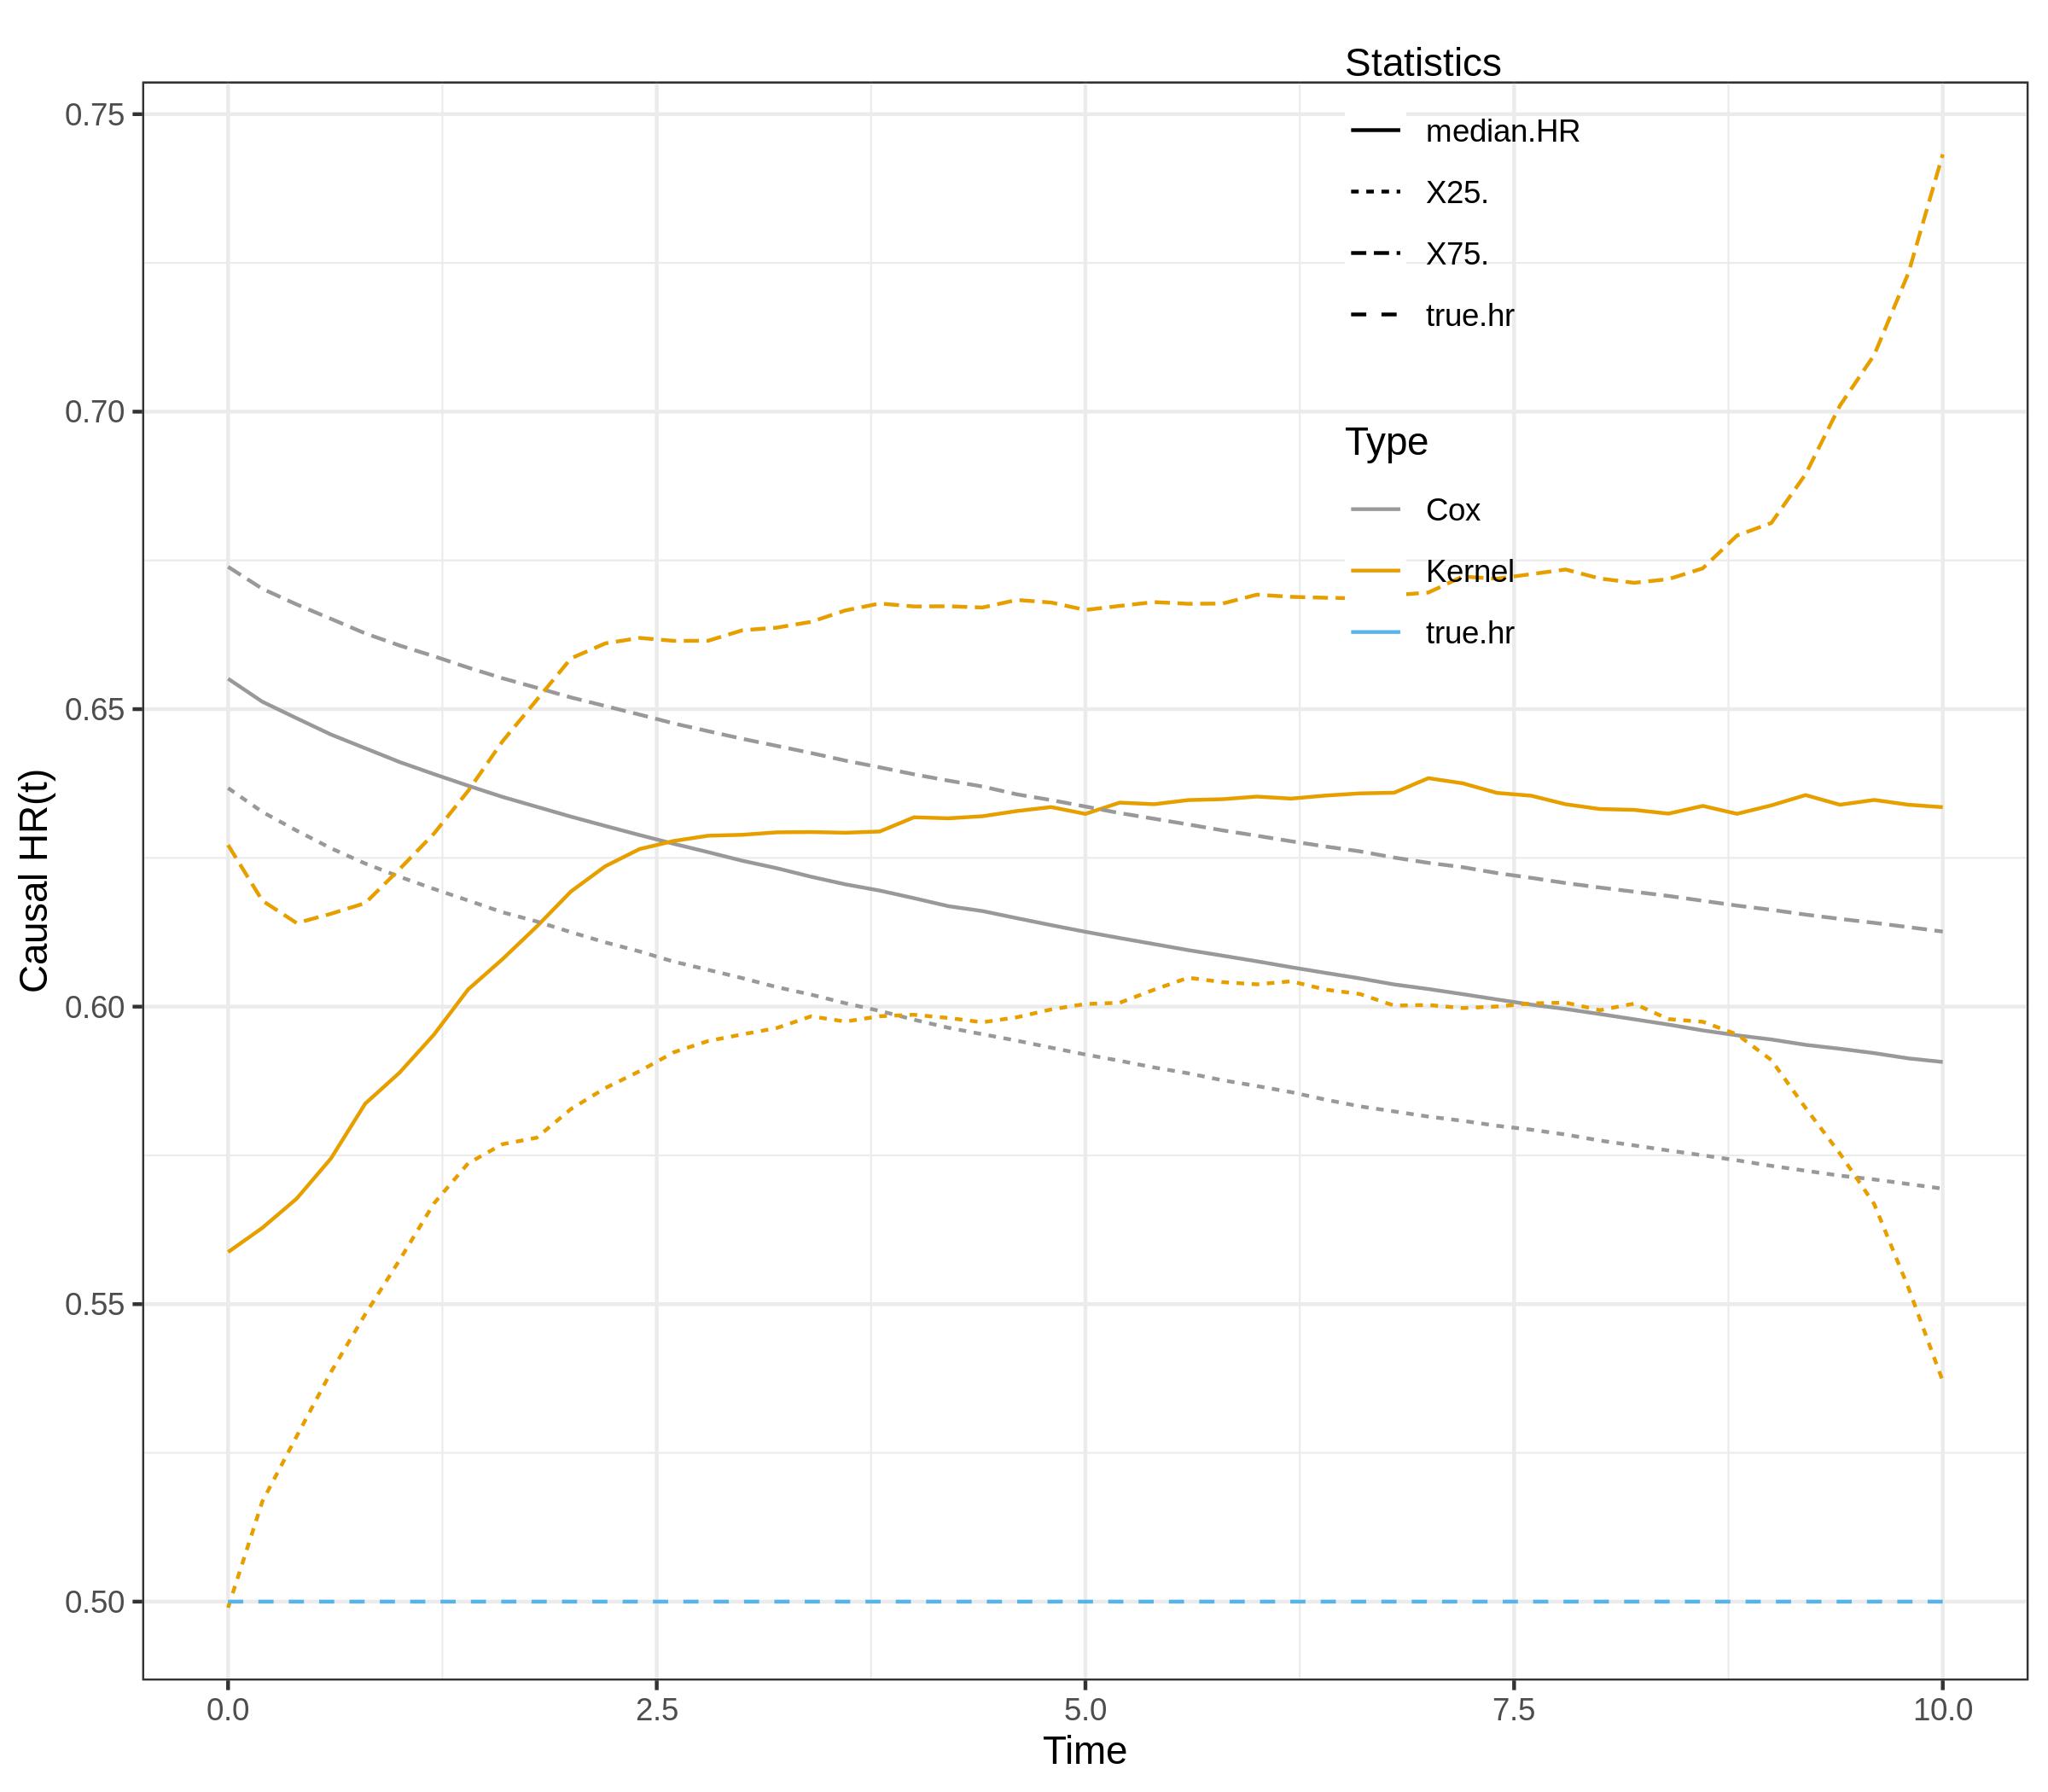 Statistics
median.HR
X25.
X75.
true.hr
Type
Cox
Kernel
true.hr
Causal HR(t)
0.75
0.70
0.65
0.60
0.55
0.50
0.0 2.5 5.0 7.5 10.0
Time